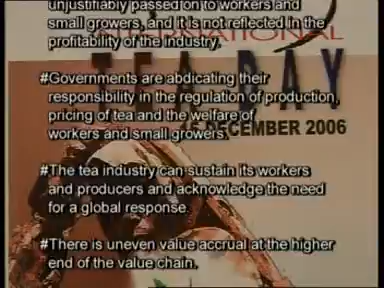 unjustifiably passed on to workers and
small growers, and it is not reflected in the
profitability of the industry.
INTERNATIONAL
TEA DAY
#Governments are abdicating their
responsibility in the regulation of production,
pricing of tea and the welfare of
workers and small growers.
DECEMBER 2006
#The tea industry can sustain its workers
and producers and acknowledge the need
for a global response.
#There is uneven value accrual at the higher
end of the value chain.